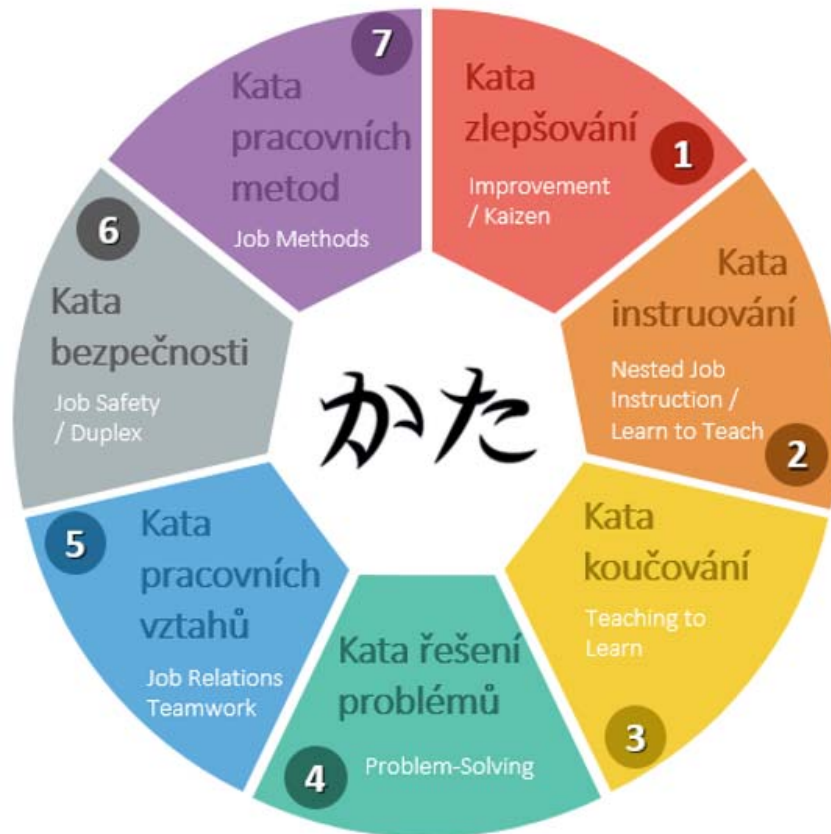 1
Kata
zlepšování
Improvement
/ Kaizen
2
Kata
instruování
Nested Job
Instruction /
Learn to Teach
3
Kata
koučování
Teaching to
Learn
4
Kata řešení
problémů
Problem-Solving
5
Kata
pracovních
vztahů
Job Relations
Teamwork
6
Kata
bezpečnosti
Job Safety
/ Duplex
7
Kata
pracovních
metod
Job Methods
かた